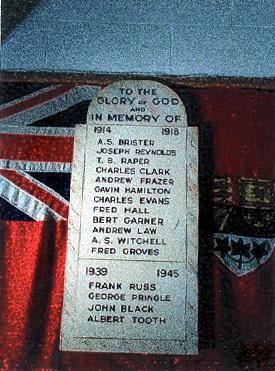 TO THE
GLORY OF GOD
AND
IN MEMORY OF
1914 1918
A.S. BRISTER
JOSEPH REYNOLDS
T. B. RAPER
CHARLES CLARK
ANDREW FRAZER
GAVIN HAMILTON
CHARLES EVANS
FRED HALL
BERT GARNER
ANDREW LAW
A. S. WITCHELL
FRED GROVES
1939 1945
FRANK RUSS
GEORGE PRINGLE
JOHN BLACK
ALBERT TOOTH